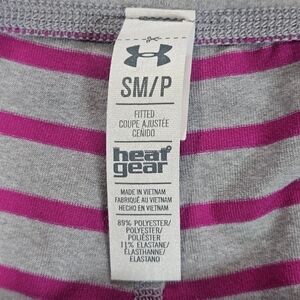 SM/P
FITTED
COUPE AJUSTÉE
CEÑIDO
heat
gear
MADE IN VIETNAM
FABRIQUÉ AU VIETNAM
HECHO EN VIETNAM
89% POLYESTER/
POLYESTER/
POLIÉSTER
11% ELASTANE/
ÉLASTHANNE/
ELASTANO